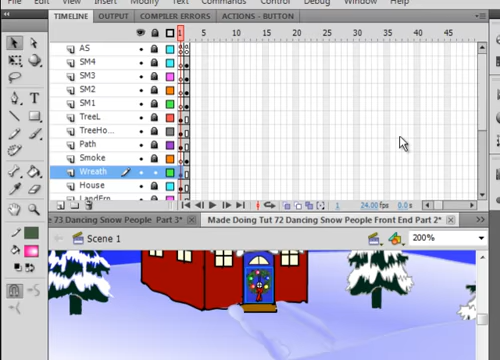 File Edit View Insert Modify Text Commands Control Debug Window Help
TIMELINE OUTPUT COMPILER ERRORS ACTIONS - BUTTON
1 5 10 15 20 25 30 35 40 45
AS
SM4
SM3
SM2
SM1
TreeL
TreeHo...
Path
Smoke
Wreath
House
1 24.00 fps 0.0 s
e 73 Dancing Snow People Part 3* Made Doing Tut 72 Dancing Snow People Front End Part 2*
Scene 1 200%